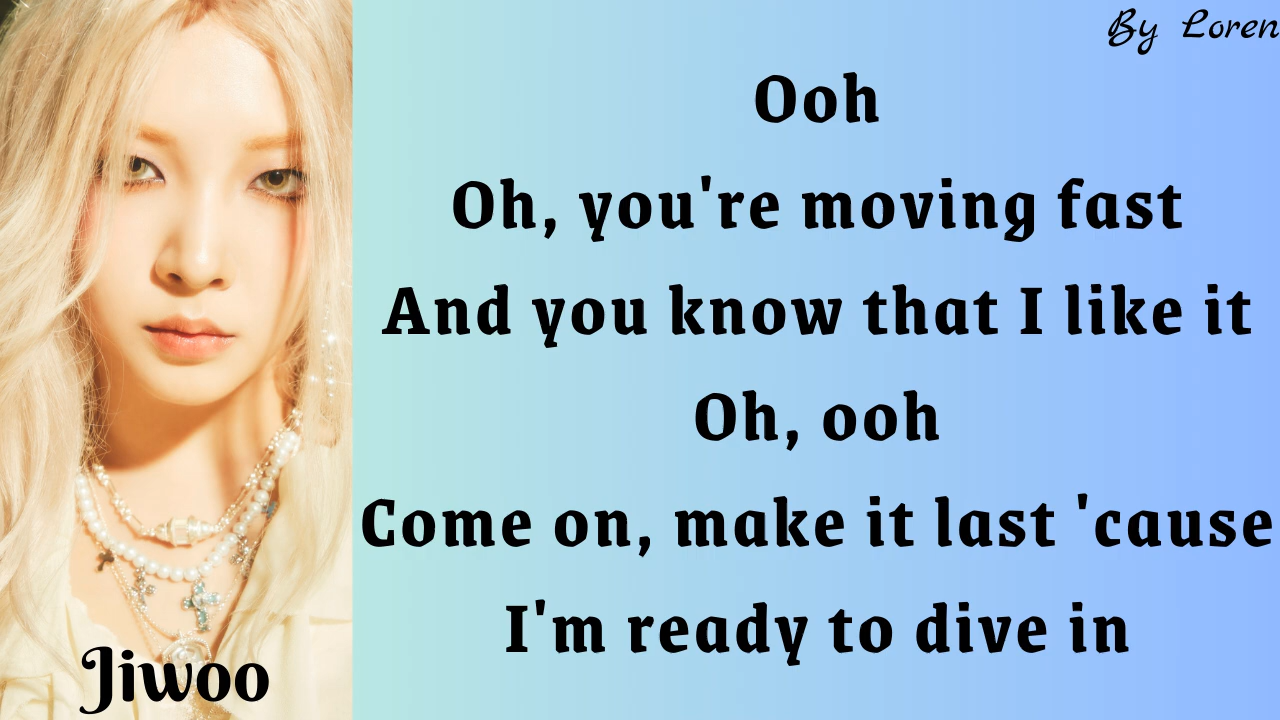 By Loren
Ooh
Oh, you're moving fast
And you know that I like it
Oh, ooh
Come on, make it last 'cause
I'm ready to dive in
Jiwoo